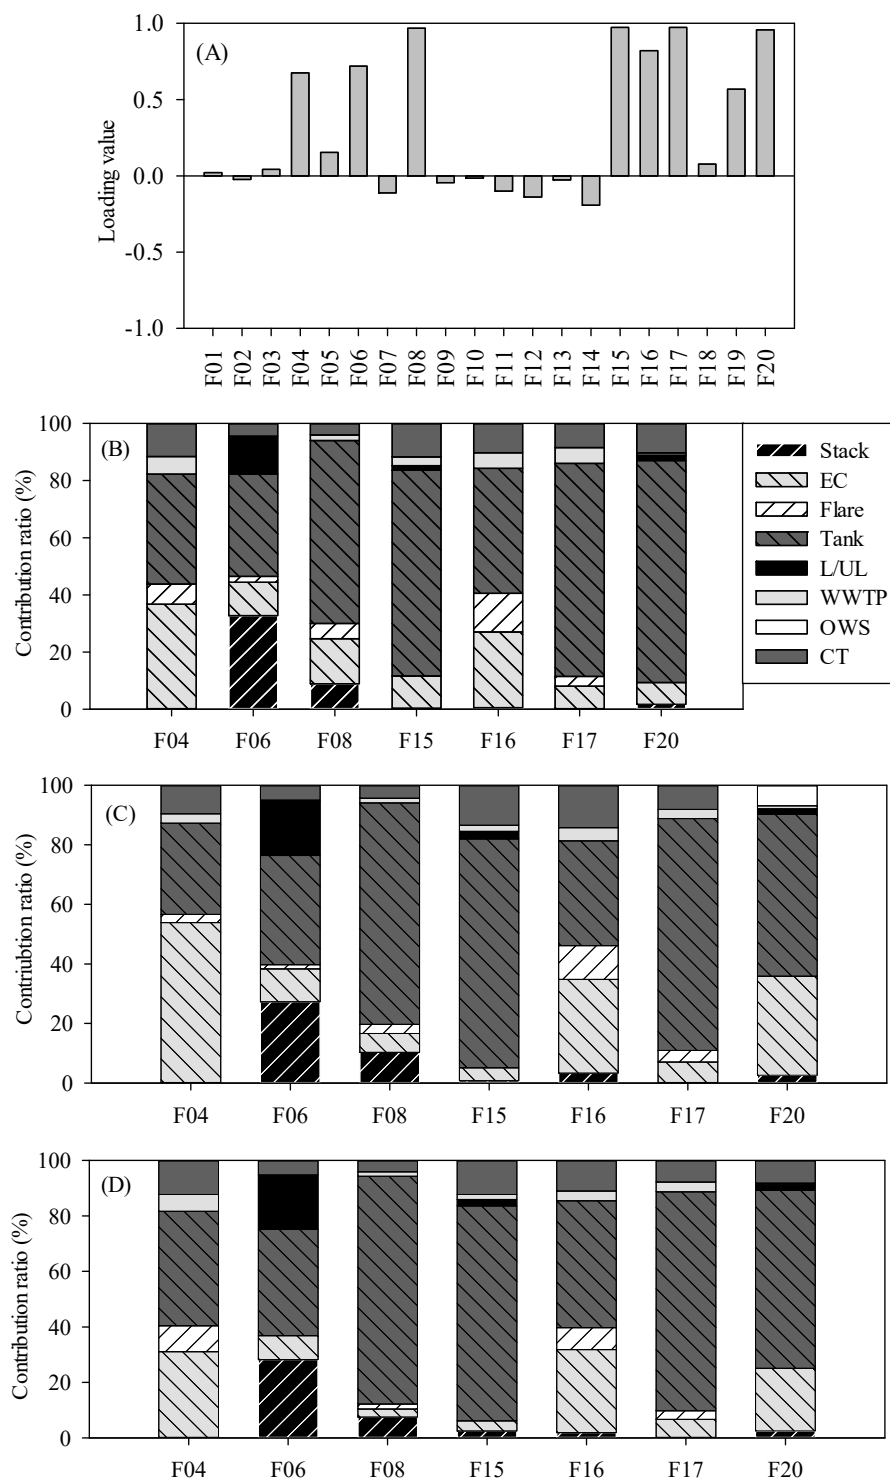 1.0
(A)
0.5
0.0
-0.5
-1.0
Loading value
F01 F02 F03 F04 F05 F06 F07 F08 F09 F10 F11 F12 F13 F14 F15 F16 F17 F18 F19 F20
100
(B)
80
60
40
20
0
Contribution ratio (%)
F04 F06 F08 F15 F16 F17 F20
Stack
EC
Flare
Tank
L/UL
WWTP
OWS
CT
100
(C)
80
60
40
20
0
Contriubtion ratio (%)
F04 F06 F08 F15 F16 F17 F20
100
(D)
80
60
40
20
0
Contribution ratio (%)
F04 F06 F08 F15 F16 F17 F20